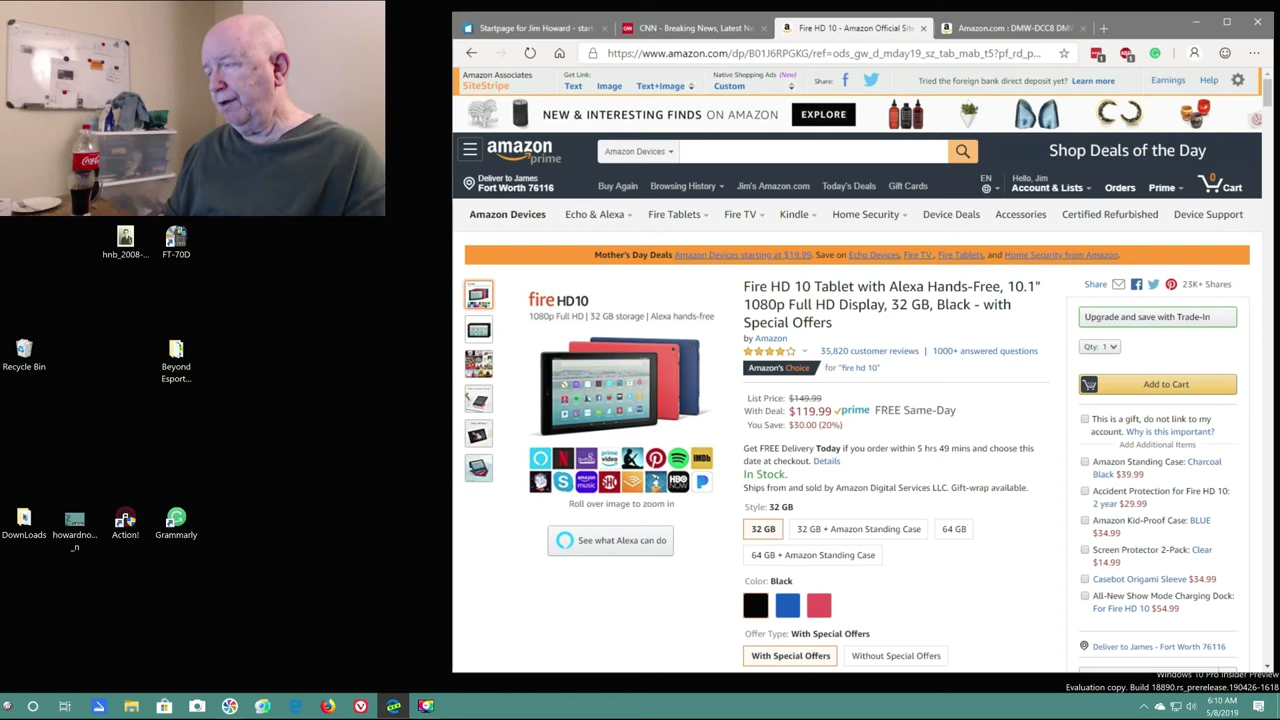 Startpage for Jim Howard - start
CNN - Breaking News, Latest Ne
Fire HD 10 - Amazon Official Site
Amazon.com : DMW-DCC8 DMW
https://www.amazon.com/dp/B01J6RPGKG/ref=ods_gw_d_mday19_sz_tab_mab_t5?pf_rd_p...
Amazon Associates
SiteStripe
Get Link:
Text
Image
Text+Image
Native Shopping Ads (New)
Custom
Share:
Tried the foreign bank direct deposit yet? Learn more
Earnings
Help
NEW & INTERESTING FINDS ON AMAZON
EXPLORE
amazon
prime
Amazon Devices
Shop Deals of the Day
Deliver to James
Fort Worth 76116
Buy Again
Browsing History
Jim's Amazon.com
Today's Deals
Gift Cards
EN
Hello, Jim
Account & Lists
Orders
Prime
0
Cart
Amazon Devices
Echo & Alexa
Fire Tablets
Fire TV
Kindle
Home Security
Device Deals
Accessories
Certified Refurbished
Device Support
Mother's Day Deals Amazon Devices starting at $19.99. Save on Echo Devices, Fire TV, Fire Tablets, and Home Security from Amazon.
fire HD10
1080p Full HD | 32 GB storage | Alexa hands-free
prime video
IMDb
amazon music
HBO NOW
Roll over image to zoom in
See what Alexa can do
Fire HD 10 Tablet with Alexa Hands-Free, 10.1"
1080p Full HD Display, 32 GB, Black - with
Special Offers
by Amazon
35,820 customer reviews | 1000+ answered questions
Amazon's Choice for "fire hd 10"
List Price: $149.99
With Deal: $119.99 prime FREE Same-Day
You Save: $30.00 (20%)
Get FREE Delivery Today if you order within 5 hrs 49 mins and choose this
date at checkout. Details
In Stock.
Ships from and sold by Amazon Digital Services LLC. Gift-wrap available.
Style: 32 GB
32 GB
32 GB + Amazon Standing Case
64 GB
64 GB + Amazon Standing Case
Color: Black
Offer Type: With Special Offers
With Special Offers
Without Special Offers
Share
23K+ Shares
Upgrade and save with Trade-In
Qty: 1
Add to Cart
This is a gift, do not link to my
account. Why is this important?
Add Additional Items
Amazon Standing Case: Charcoal
Black $39.99
Accident Protection for Fire HD 10:
2 year $29.99
Amazon Kid-Proof Case: BLUE
$34.99
Screen Protector 2-Pack: Clear
$14.99
Casebot Origami Sleeve $34.99
All-New Show Mode Charging Dock:
For Fire HD 10 $54.99
Deliver to James - Fort Worth 76116
Coca-Cola
hnb_2008-...
FT-70D
Recycle Bin
Beyond
Esport...
DownLoads
howardno...
_n
Action!
Grammarly
Windows 10 Pro Insider Preview
Evaluation copy. Build 18890.rs_prerelease.190426-1618
6:10 AM
5/8/2019